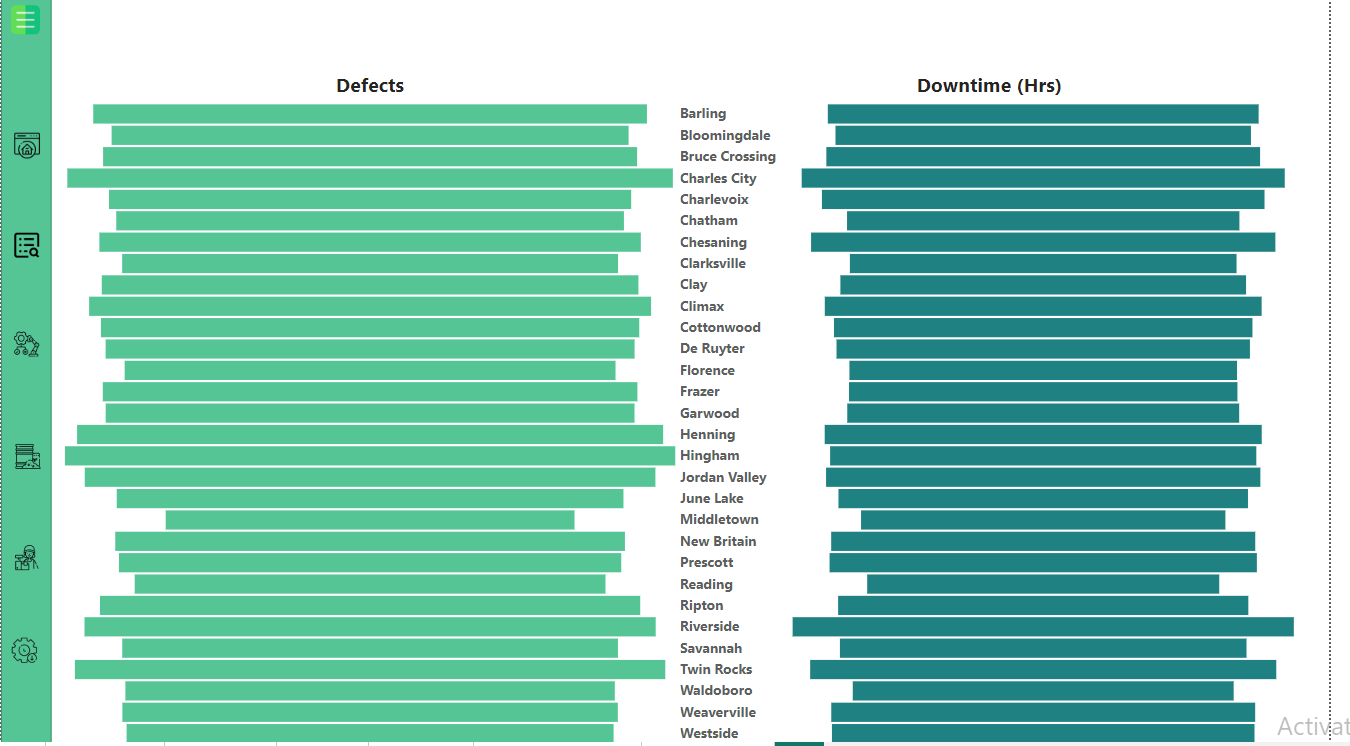 Defects Downtime (Hrs)
Barling
Bloomingdale
Bruce Crossing
Charles City
Charlevoix
Chatham
Chesaning
Clarksville
Clay
Climax
Cottonwood
De Ruyter
Florence
Frazer
Garwood
Henning
Hingham
Jordan Valley
June Lake
Middletown
New Britain
Prescott
Reading
Ripton
Riverside
Savannah
Twin Rocks
Waldoboro
Weaverville
Westside
Activat